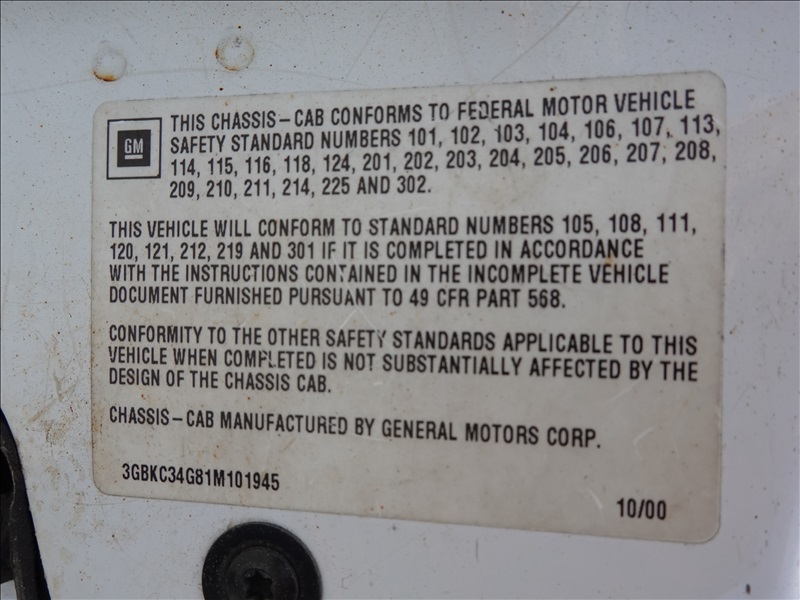 GM
THIS CHASSIS-CAB CONFORMS TO FEDERAL MOTOR VEHICLE
SAFETY STANDARD NUMBERS 101, 102, 103, 104, 106, 107, 113,
114, 115, 116, 118, 124, 201, 202, 203, 204, 205, 206, 207, 208,
209, 210, 211, 214, 225 AND 302.
THIS VEHICLE WILL CONFORM TO STANDARD NUMBERS 105, 108, 111,
120, 121, 212, 219 AND 301 IF IT IS COMPLETED IN ACCORDANCE
WITH THE INSTRUCTIONS CONTAINED IN THE INCOMPLETE VEHICLE
DOCUMENT FURNISHED PURSUANT TO 49 CFR PART 568.
CONFORMITY TO THE OTHER SAFETY STANDARDS APPLICABLE TO THIS
VEHICLE WHEN COMPLETED IS NOT SUBSTANTIALLY AFFECTED BY THE
DESIGN OF THE CHASSIS CAB.
CHASSIS-CAB MANUFACTURED BY GENERAL MOTORS CORP.
3GBKC34G81M101945
10/00